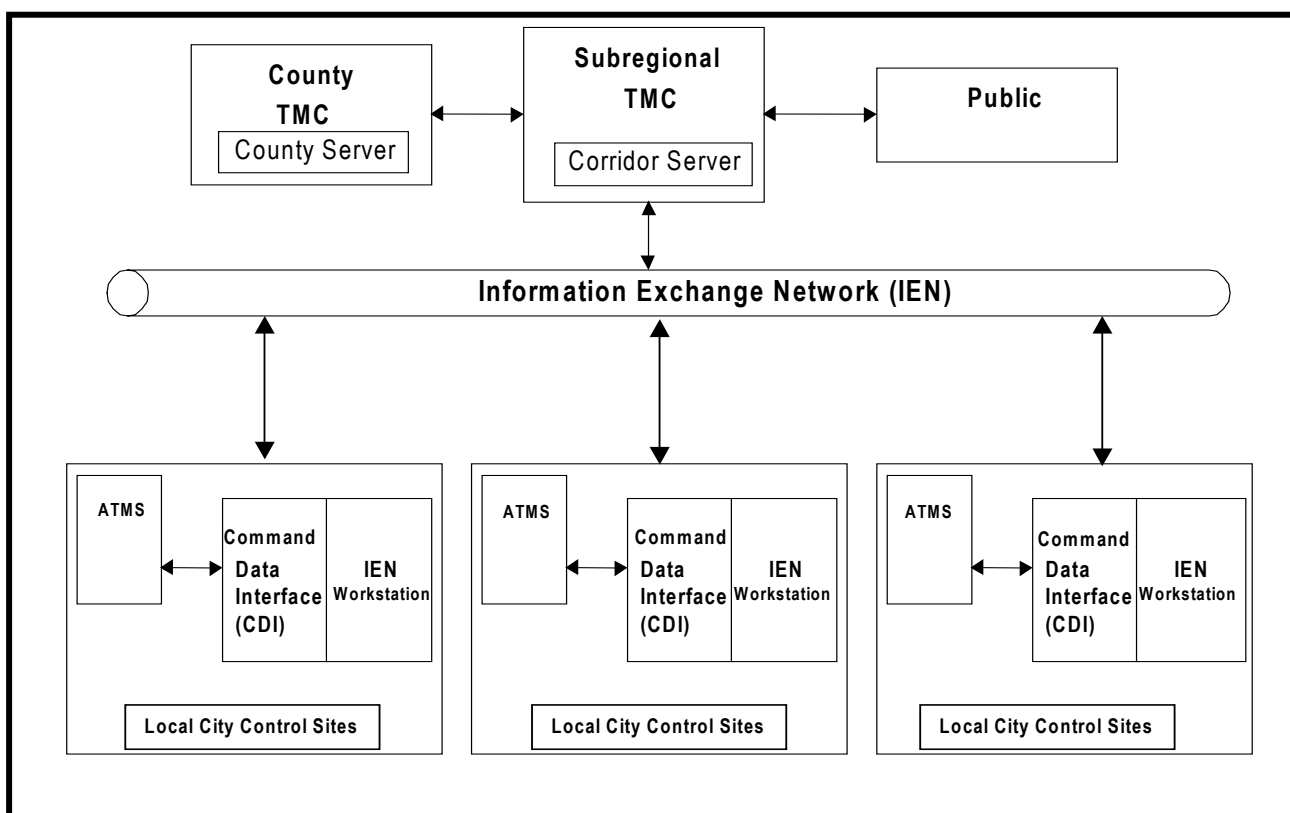 County
TMC
County Server
Subregional
TMC
Corridor Server
Public
Information Exchange Network (IEN)
ATMS
Command
Data
Interface
(CDI)
IEN
Workstation
Local City Control Sites
ATMS
Command
Data
Interface
(CDI)
IEN
Workstation
Local City Control Sites
ATMS
Command
Data
Interface
(CDI)
IEN
Workstation
Local City Control Sites